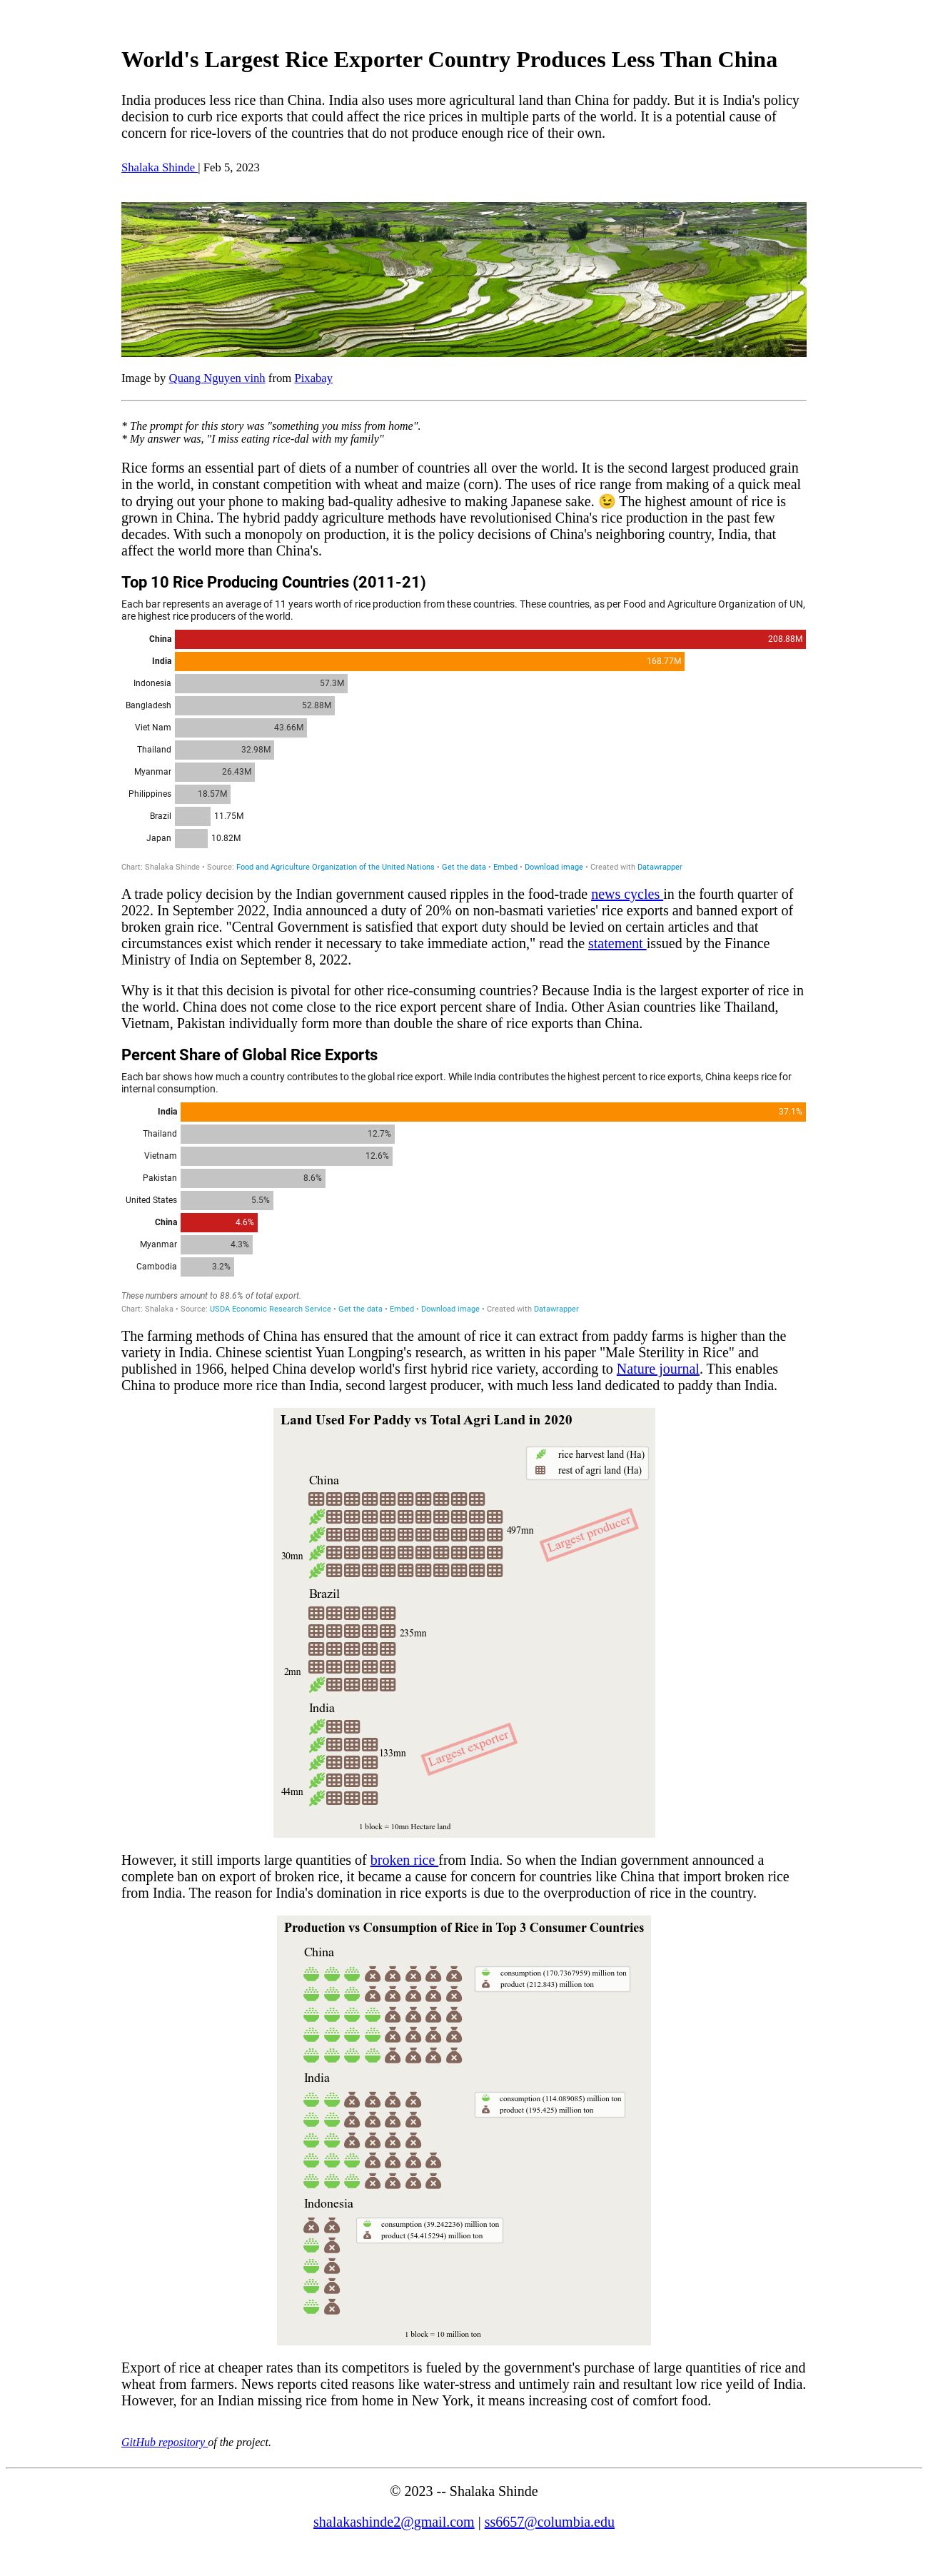 World's Largest Rice Exporter Country Produces Less Than China
India produces less rice than China. India also uses more agricultural land than China for paddy. But it is India's policy
decision to curb rice exports that could affect the rice prices in multiple parts of the world. It is a potential cause of
concern for rice-lovers of the countries that do not produce enough rice of their own.
Shalaka Shinde | Feb 5, 2023
Image by Quang Nguyen vinh from Pixabay
* The prompt for this story was "something you miss from home".
* My answer was, "I miss eating rice-dal with my family"
Rice forms an essential part of diets of a number of countries all over the world. It is the second largest produced grain
in the world, in constant competition with wheat and maize (corn). The uses of rice range from making of a quick meal
to drying out your phone to making bad-quality adhesive to making Japanese sake. 😉 The highest amount of rice is
grown in China. The hybrid paddy agriculture methods have revolutionised China's rice production in the past few
decades. With such a monopoly on production, it is the policy decisions of China's neighboring country, India, that
affect the world more than China's.
Top 10 Rice Producing Countries (2011-21)
Each bar represents an average of 11 years worth of rice production from these countries. These countries, as per Food and Agriculture Organization of UN,
are highest rice producers of the world.
China 208.88M
India 168.77M
Indonesia 57.3M
Bangladesh 52.88M
Viet Nam 43.66M
Thailand 32.98M
Myanmar 26.43M
Philippines 18.57M
Brazil 11.75M
Japan 10.82M
Chart: Shalaka Shinde • Source: Food and Agriculture Organization of the United Nations • Get the data • Embed • Download image • Created with Datawrapper
A trade policy decision by the Indian government caused ripples in the food-trade news cycles in the fourth quarter of
2022. In September 2022, India announced a duty of 20% on non-basmati varieties' rice exports and banned export of
broken grain rice. "Central Government is satisfied that export duty should be levied on certain articles and that
circumstances exist which render it necessary to take immediate action," read the statement issued by the Finance
Ministry of India on September 8, 2022.
Why is it that this decision is pivotal for other rice-consuming countries? Because India is the largest exporter of rice in
the world. China does not come close to the rice export percent share of India. Other Asian countries like Thailand,
Vietnam, Pakistan individually form more than double the share of rice exports than China.
Percent Share of Global Rice Exports
Each bar shows how much a country contributes to the global rice export. While India contributes the highest percent to rice exports, China keeps rice for
internal consumption.
India 37.1%
Thailand 12.7%
Vietnam 12.6%
Pakistan 8.6%
United States 5.5%
China 4.6%
Myanmar 4.3%
Cambodia 3.2%
These numbers amount to 88.6% of total export.
Chart: Shalaka • Source: USDA Economic Research Service • Get the data • Embed • Download image • Created with Datawrapper
The farming methods of China has ensured that the amount of rice it can extract from paddy farms is higher than the
variety in India. Chinese scientist Yuan Longping's research, as written in his paper "Male Sterility in Rice" and
published in 1966, helped China develop world's first hybrid rice variety, according to Nature journal. This enables
China to produce more rice than India, second largest producer, with much less land dedicated to paddy than India.
Land Used For Paddy vs Total Agri Land in 2020
rice harvest land (Ha)
rest of agri land (Ha)
China
497mn
Largest producer
30mn
Brazil
235mn
2mn
India
133mn
Largest exporter
44mn
1 block = 10mn Hectare land
However, it still imports large quantities of broken rice from India. So when the Indian government announced a
complete ban on export of broken rice, it became a cause for concern for countries like China that import broken rice
from India. The reason for India's domination in rice exports is due to the overproduction of rice in the country.
Production vs Consumption of Rice in Top 3 Consumer Countries
China
consumption (170.7367959) million ton
product (212.843) million ton
India
consumption (114.089085) million ton
product (195.425) million ton
Indonesia
consumption (39.242236) million ton
product (54.415294) million ton
1 block = 10 million ton
Export of rice at cheaper rates than its competitors is fueled by the government's purchase of large quantities of rice and
wheat from farmers. News reports cited reasons like water-stress and untimely rain and resultant low rice yeild of India.
However, for an Indian missing rice from home in New York, it means increasing cost of comfort food.
GitHub repository of the project.
© 2023 -- Shalaka Shinde
shalakashinde2@gmail.com | ss6657@columbia.edu